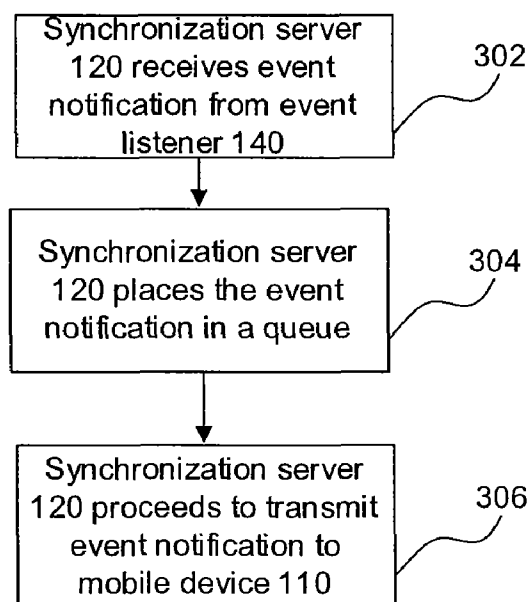 Synchronization server
120 receives event
notification from event
listener 140
302
Synchronization server
120 places the event
notification in a queue
304
Synchronization server
120 proceeds to transmit
event notification to
mobile device 110
306